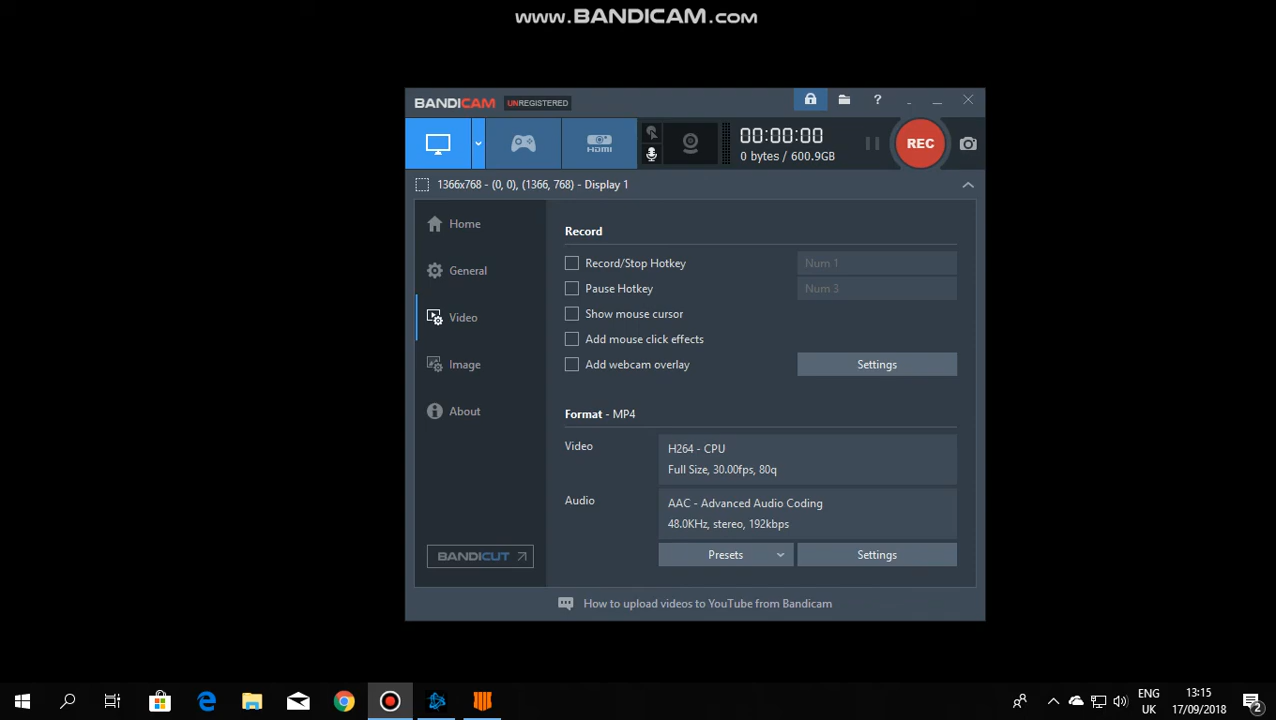 www.BANDICAM.com
BANDICAM UNREGISTERED
?
00:00:00
0 bytes / 600.9GB
REC
HDMI
1366x768 - (0, 0), (1366, 768) - Display 1
Home
General
Video
Image
About
BANDICUT
Record
Record/Stop Hotkey Num 1
Pause Hotkey Num 3
Show mouse cursor
Add mouse click effects
Add webcam overlay Settings
Format - MP4
Video H264 - CPU
Full Size, 30.00fps, 80q
Audio AAC - Advanced Audio Coding
48.0KHz, stereo, 192kbps
Presets Settings
How to upload videos to YouTube from Bandicam
ENG 13:15
UK 17/09/2018 2